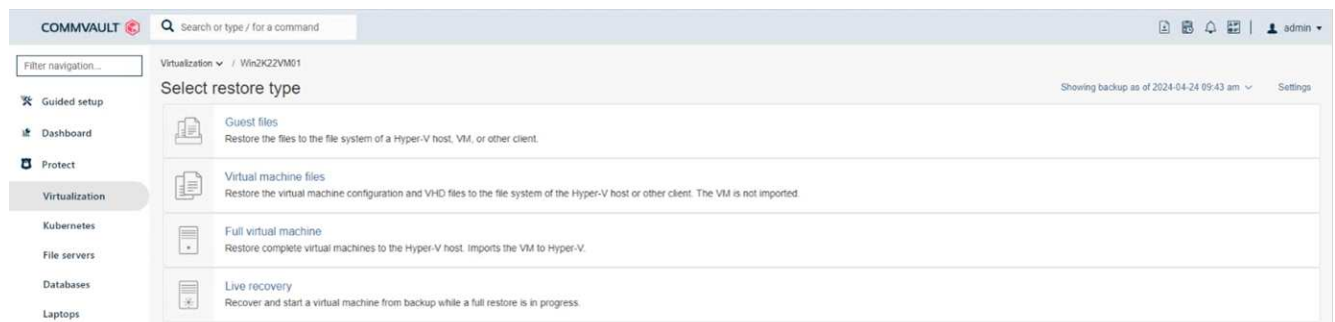 COMMVAULT
Search or type / for a command
admin
Filter navigation...
Guided setup
Dashboard
Protect
Virtualization
Kubernetes
File servers
Databases
Laptops
Virtualization / Win2K22VM01
Select restore type
Showing backup as of 2024-04-24 09:43 am
Settings
Guest files
Restore the files to the file system of a Hyper-V host, VM, or other client.
Virtual machine files
Restore the virtual machine configuration and VHD files to the file system of the Hyper-V host or other client. The VM is not imported.
Full virtual machine
Restore complete virtual machines to the Hyper-V host. Imports the VM to Hyper-V.
Live recovery
Recover and start a virtual machine from backup while a full restore is in progress.